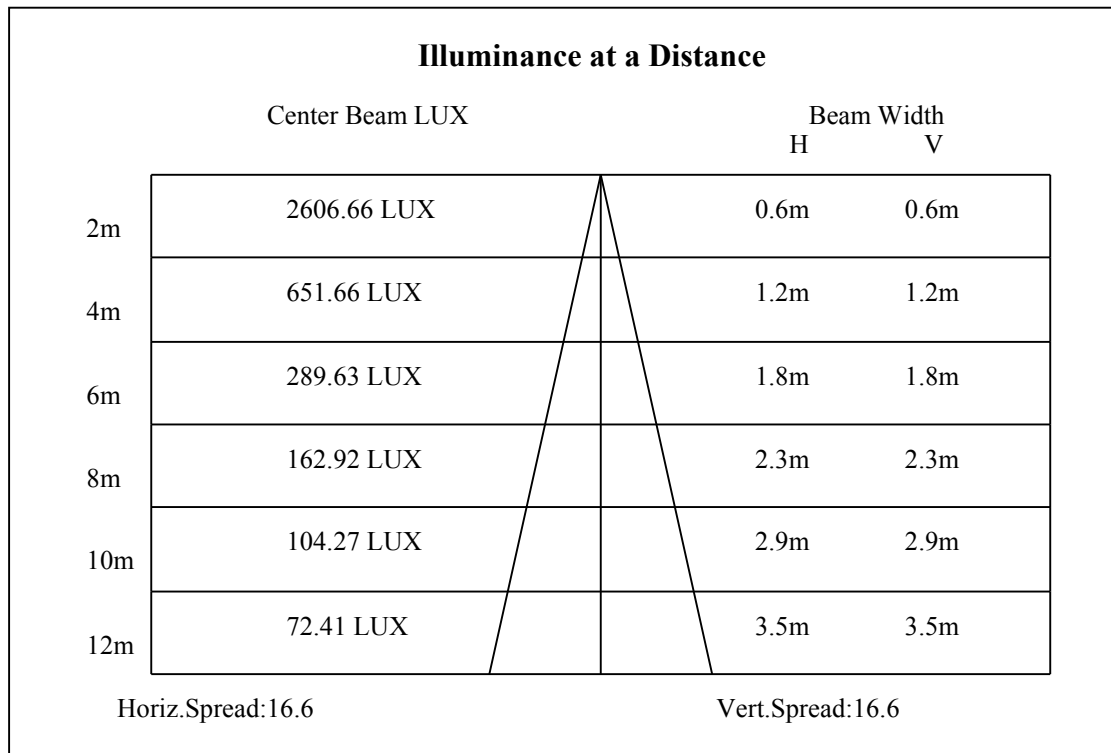 Illuminance at a Distance
Center Beam LUX Beam Width
H V
2m 2606.66 LUX 0.6m 0.6m
4m 651.66 LUX 1.2m 1.2m
6m 289.63 LUX 1.8m 1.8m
8m 162.92 LUX 2.3m 2.3m
10m 104.27 LUX 2.9m 2.9m
12m 72.41 LUX 3.5m 3.5m
Horiz.Spread:16.6 Vert.Spread:16.6